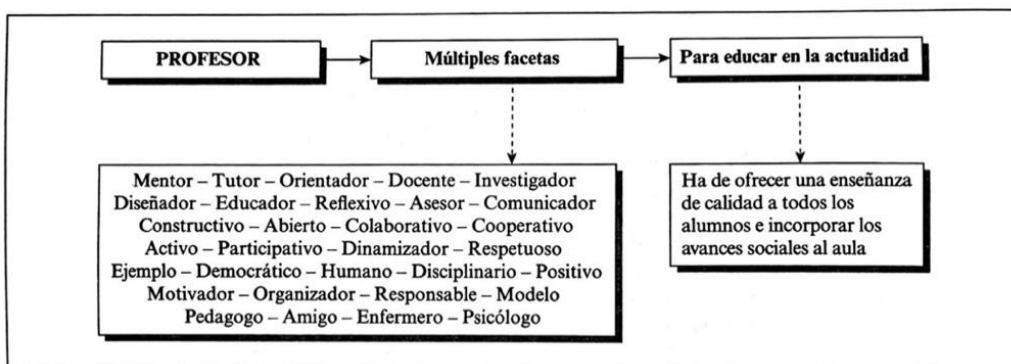 PROFESOR
Múltiples facetas
Para educar en la actualidad
Mentor – Tutor – Orientador – Docente – Investigador
Diseñador – Educador – Reflexivo – Asesor – Comunicador
Constructivo – Abierto – Colaborativo – Cooperativo
Activo – Participativo – Dinamizador – Respetuoso
Ejemplo – Democrático – Humano – Disciplinario – Positivo
Motivador – Organizador – Responsable – Modelo
Pedagogo – Amigo – Enfermero – Psicólogo
Ha de ofrecer una enseñanza
de calidad a todos los
alumnos e incorporar los
avances sociales al aula